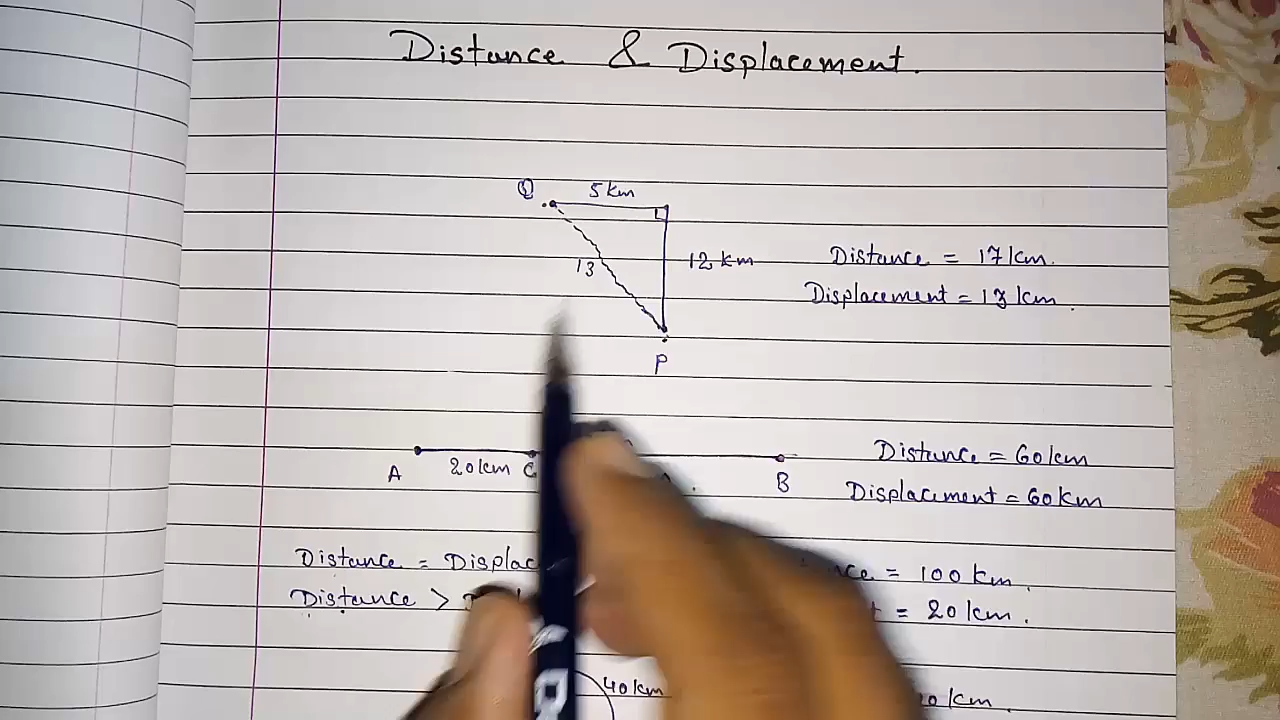 Distance & Displacement.
Q 5 km
13 12 km
Distance = 17 km.
Displacement = 13 km.
P
A 20 km C B
Distance = 60 km
Displacement = 60 km
Distance =
= 100 km.
Distance >
= 20 km.
40 km
km.